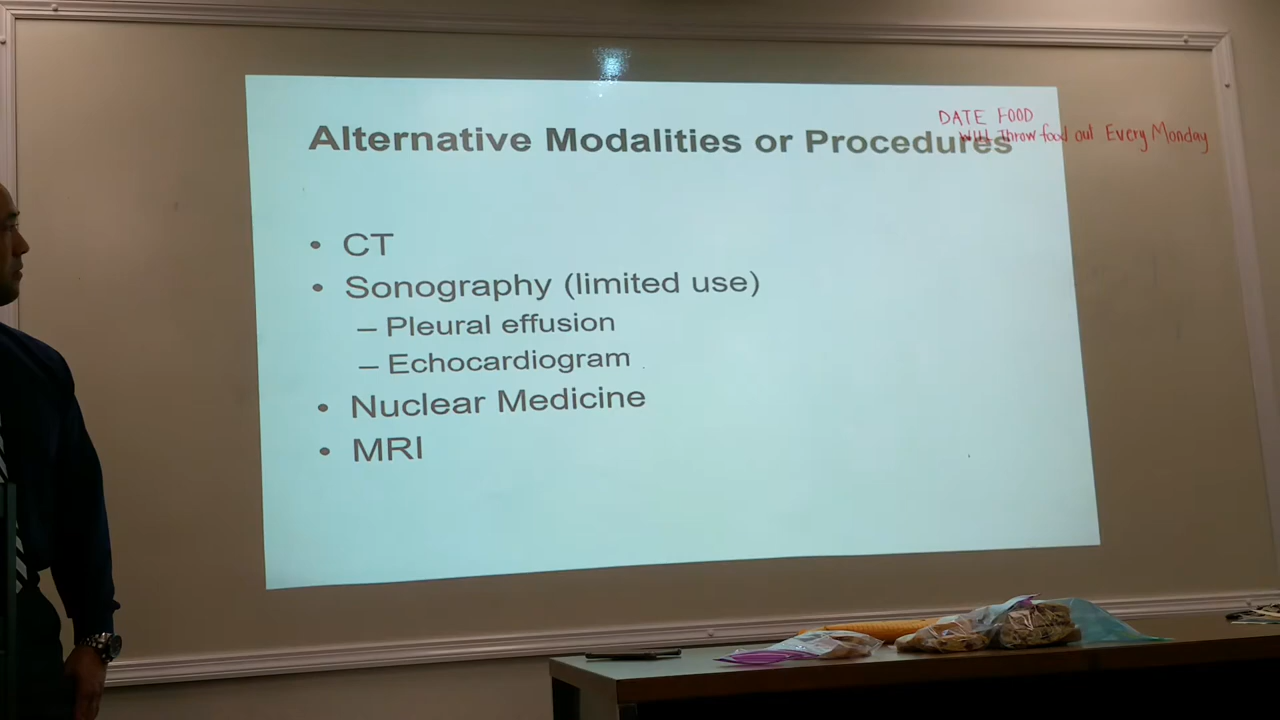 DATE FOOD
Will throw food out Every Monday
Alternative Modalities or Procedures
• CT
• Sonography (limited use)
– Pleural effusion
– Echocardiogram
• Nuclear Medicine
• MRI